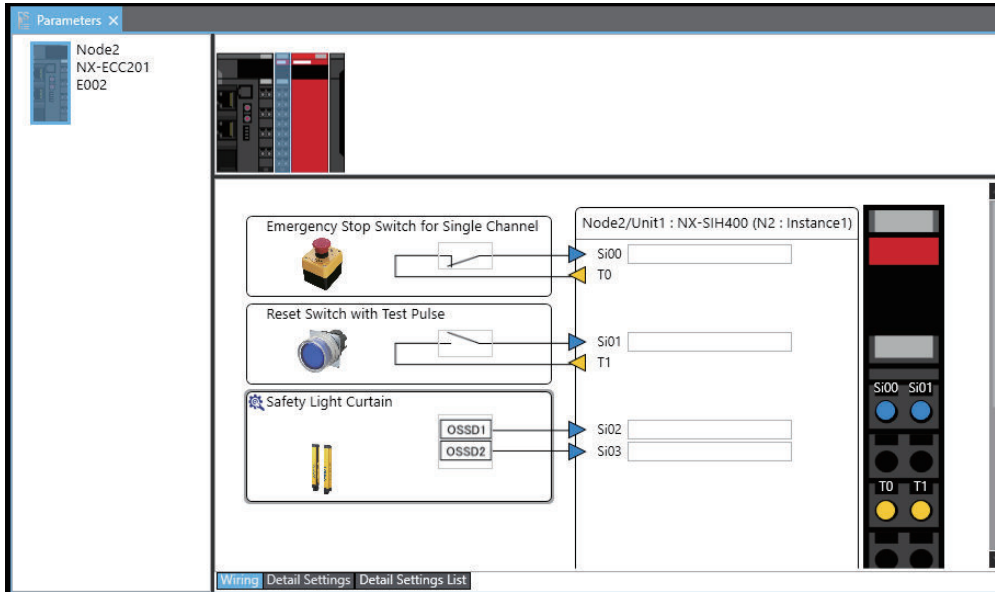 Parameters ×
Node2
NX-ECC201
E002
Emergency Stop Switch for Single Channel
Node2/Unit1 : NX-SIH400 (N2 : Instance1)
Si00
T0
Reset Switch with Test Pulse
Si01
T1
Safety Light Curtain
OSSD1
OSSD2
Si02
Si03
Si00 Si01
T0 T1
Wiring Detail Settings Detail Settings List